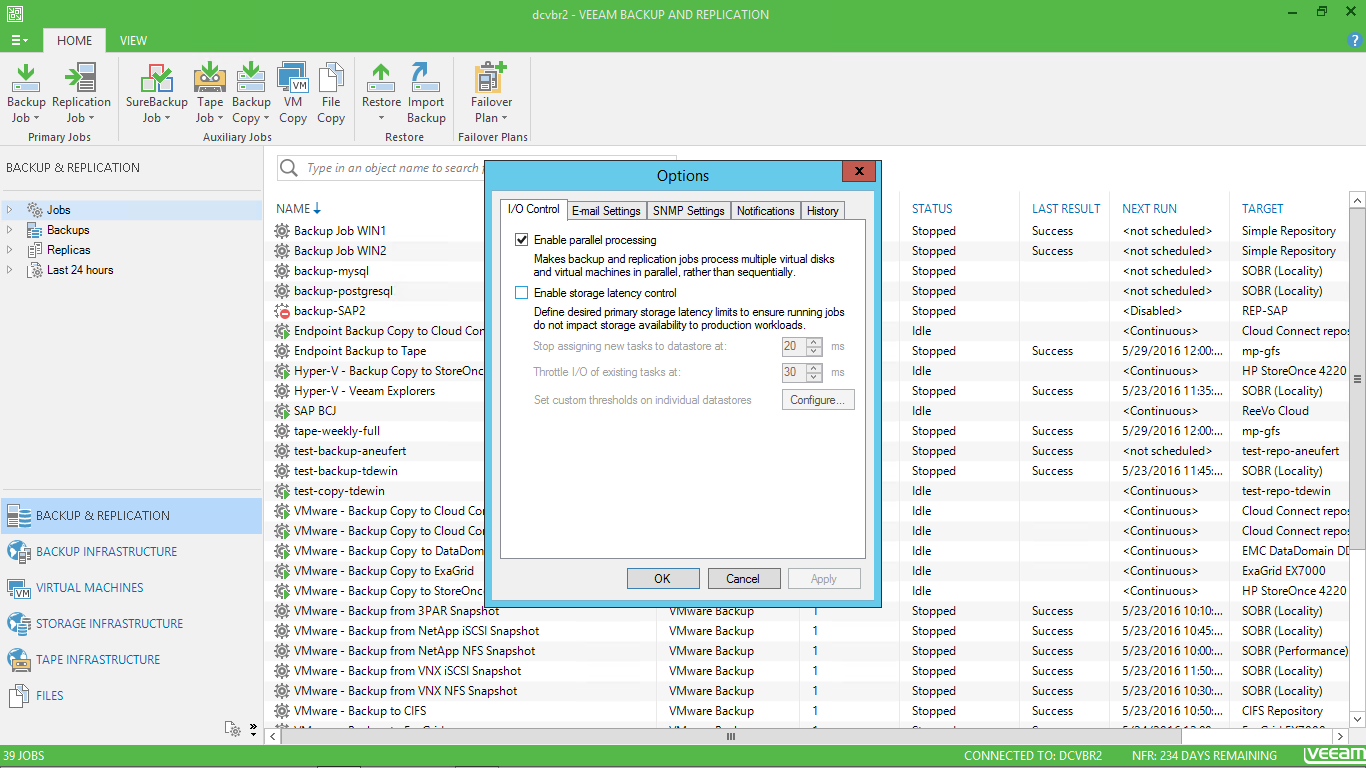 dcvbr2 - VEEAM BACKUP AND REPLICATION
HOME VIEW
Backup Job
Replication Job
Primary Jobs
SureBackup Job
Tape Job
Backup Copy
VM Copy
File Copy
Auxiliary Jobs
Restore
Import Backup
Restore
Failover Plan
Failover Plans
BACKUP & REPLICATION
Jobs
Backups
Replicas
Last 24 hours
BACKUP & REPLICATION
BACKUP INFRASTRUCTURE
VIRTUAL MACHINES
STORAGE INFRASTRUCTURE
TAPE INFRASTRUCTURE
FILES
Type in an object name to search f
NAME STATUS LAST RESULT NEXT RUN TARGET
Backup Job WIN1 Stopped Success <not scheduled> Simple Repository
Backup Job WIN2 Stopped Success <not scheduled> Simple Repository
backup-mysql Stopped <not scheduled> SOBR (Locality)
backup-postgresql Stopped <not scheduled> SOBR (Locality)
backup-SAP2 Stopped <Disabled> REP-SAP
Endpoint Backup Copy to Cloud Con Idle <Continuous> Cloud Connect repos
Endpoint Backup to Tape Stopped Success 5/29/2016 12:00:... mp-gfs
Hyper-V - Backup Copy to StoreOnce Idle <Continuous> HP StoreOnce 4220
Hyper-V - Veeam Explorers Stopped Success 5/23/2016 11:35:... SOBR (Locality)
SAP BCJ Idle <Continuous> ReeVo Cloud
tape-weekly-full Stopped Success 5/29/2016 12:00:... mp-gfs
test-backup-aneufert Stopped Success <not scheduled> test-repo-aneufert
test-backup-tdewin Stopped Success 5/23/2016 11:45:... SOBR (Locality)
test-copy-tdewin Idle <Continuous> test-repo-tdewin
VMware - Backup Copy to Cloud Con Idle <Continuous> Cloud Connect repos
VMware - Backup Copy to Cloud Con Idle <Continuous> Cloud Connect repos
VMware - Backup Copy to DataDom Idle <Continuous> EMC DataDomain DD
VMware - Backup Copy to ExaGrid Idle <Continuous> ExaGrid EX7000
VMware - Backup Copy to StoreOnce Idle <Continuous> HP StoreOnce 4220
VMware - Backup from 3PAR Snapshot VMware Backup 1 Stopped Success 5/23/2016 10:10:... SOBR (Locality)
VMware - Backup from NetApp iSCSI Snapshot VMware Backup 1 Stopped Success 5/23/2016 10:45:... SOBR (Locality)
VMware - Backup from NetApp NFS Snapshot VMware Backup 1 Stopped Success 5/23/2016 10:00:... SOBR (Performance)
VMware - Backup from VNX iSCSI Snapshot VMware Backup 1 Stopped Success 5/23/2016 11:50:... SOBR (Locality)
VMware - Backup from VNX NFS Snapshot VMware Backup 1 Stopped Success 5/23/2016 10:30:... SOBR (Locality)
VMware - Backup to CIFS VMware Backup 1 Stopped Success 5/23/2016 10:50:... CIFS Repository
Options
I/O Control E-mail Settings SNMP Settings Notifications History
Enable parallel processing
Makes backup and replication jobs process multiple virtual disks
and virtual machines in parallel, rather than sequentially.
Enable storage latency control
Define desired primary storage latency limits to ensure running jobs
do not impact storage availability to production workloads.
Stop assigning new tasks to datastore at: 20 ms
Throttle I/O of existing tasks at: 30 ms
Set custom thresholds on individual datastores Configure...
OK Cancel Apply
39 JOBS CONNECTED TO: DCVBR2 NFR: 234 DAYS REMAINING veeam